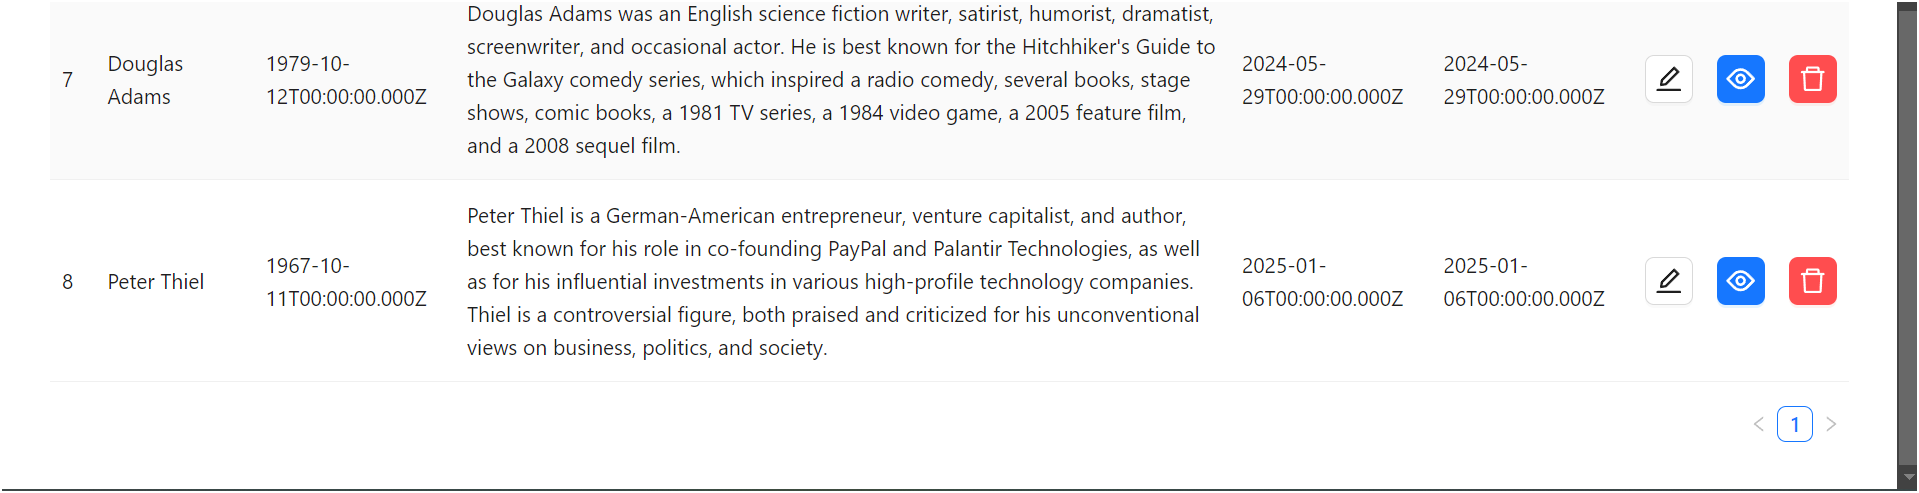 7
Douglas
Adams
1979-10-
12T00:00:00.000Z
Douglas Adams was an English science fiction writer, satirist, humorist, dramatist,
screenwriter, and occasional actor. He is best known for the Hitchhiker's Guide to
the Galaxy comedy series, which inspired a radio comedy, several books, stage
shows, comic books, a 1981 TV series, a 1984 video game, a 2005 feature film,
and a 2008 sequel film.
2024-05-
29T00:00:00.000Z
2024-05-
29T00:00:00.000Z
8
Peter Thiel
1967-10-
11T00:00:00.000Z
Peter Thiel is a German-American entrepreneur, venture capitalist, and author,
best known for his role in co-founding PayPal and Palantir Technologies, as well
as for his influential investments in various high-profile technology companies.
Thiel is a controversial figure, both praised and criticized for his unconventional
views on business, politics, and society.
2025-01-
06T00:00:00.000Z
2025-01-
06T00:00:00.000Z
1